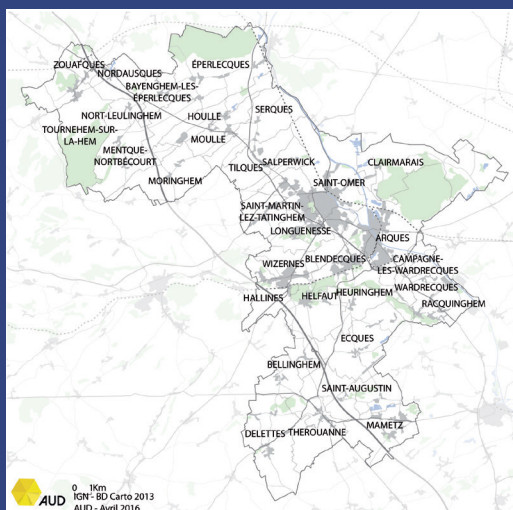 ZOUAFQUES
NORDAUSQUES
ÉPERLECQUES
BAYENGHEM-LES-
ÉPERLECQUES
NORT-LEULINGHEM
HOULLE
SERQUES
TOURNEHEM-SUR-
LA-HEM
MOULLE
MENTQUE-
NORTBÉCOURT
TILQUES
SALPERWICK
CLAIRMARAIS
MORINGHEM
SAINT-OMER
SAINT-MARTIN-
LEZ-TATINGHEM
LONGUENESSE
ARQUES
WIZERNES
BLENDECQUES
CAMPAGNE-
LES-WARDRECQUES
HALLINES
HELFAUT
HEURINGHEM
WARDRECQUES
RACQUINGHEM
ECQUES
BELLINGHEM
SAINT-AUGUSTIN
MAMETZ
DELETTES
THEROUANNE
0 1Km
IGN - BD Carto 2013
AUD
AUD - Avril 2016